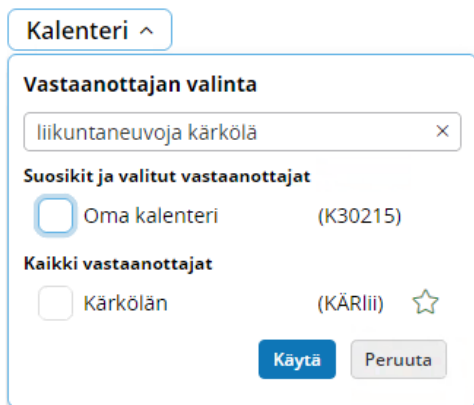 Kalenteri
Vastaanottajan valinta
liikuntaneuvoja kärkölä
Suosikit ja valitut vastaanottajat
Oma kalenteri (K30215)
Kaikki vastaanottajat
Kärkölän (KÄRlii)
Käytä Peruuta